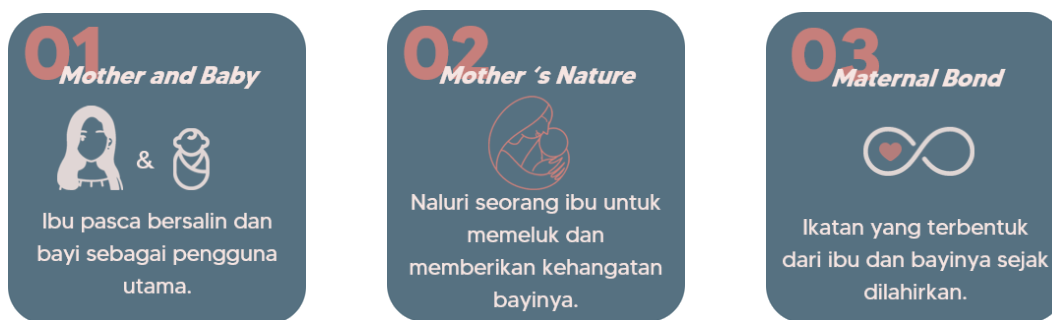 01
Mother and Baby
&
Ibu pasca bersalin dan
bayi sebagai pengguna
utama.
02
Mother ‘s Nature
Naluri seorang ibu untuk
memeluk dan
memberikan kehangatan
bayinya.
03
Maternal Bond
Ikatan yang terbentuk
dari ibu dan bayinya sejak
dilahirkan.